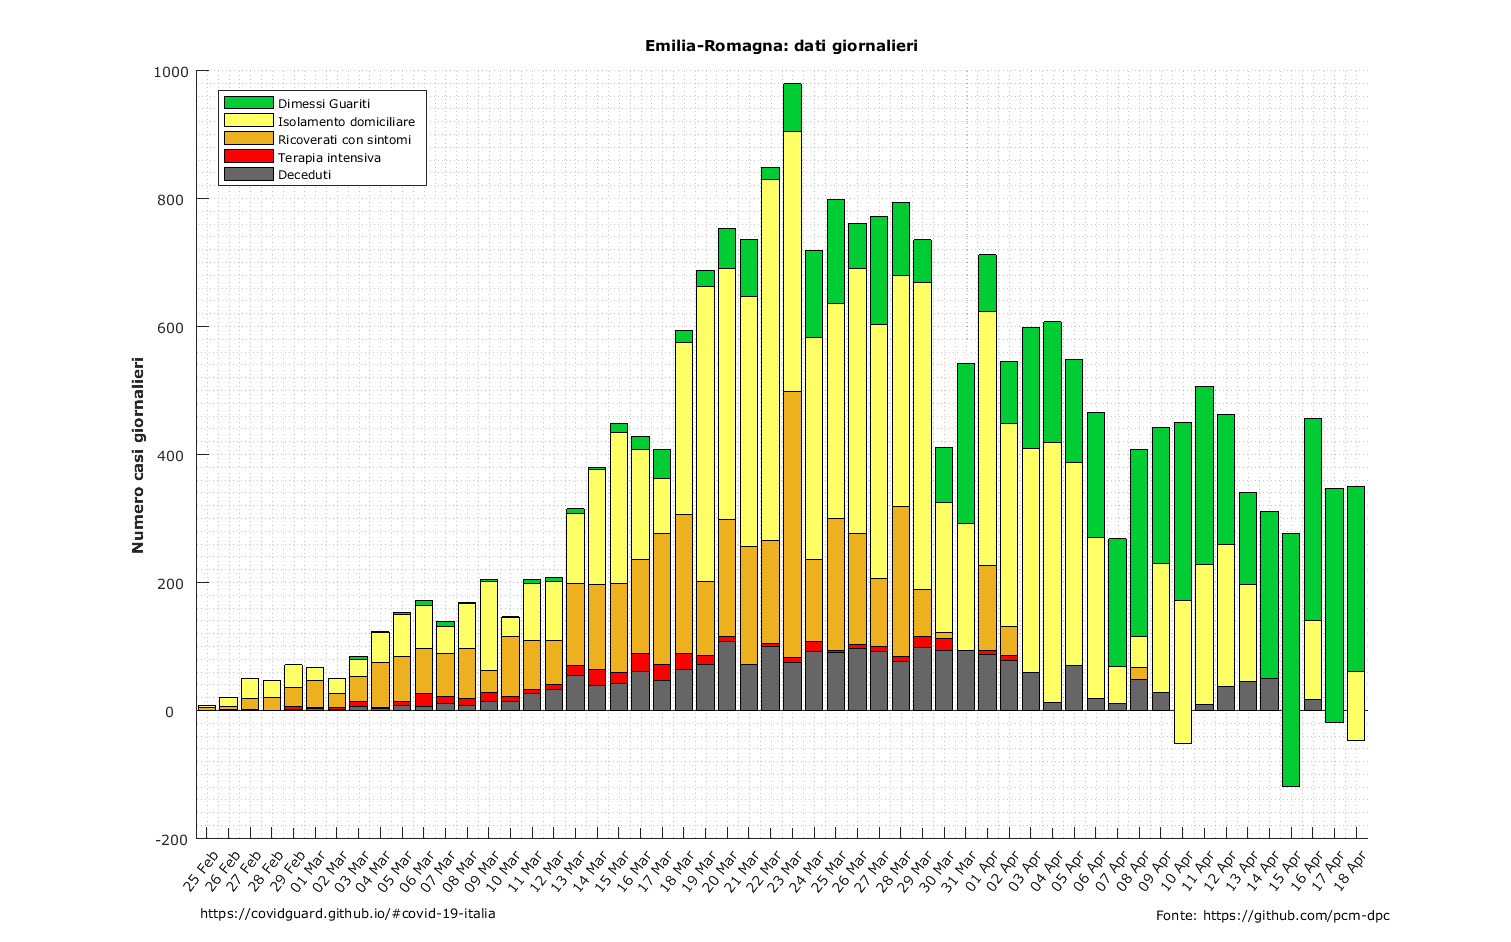 Emilia-Romagna: dati giornalieri
1000
800
600
400
200
0
-200
Numero casi giornalieri
Dimessi Guariti
Isolamento domiciliare
Ricoverati con sintomi
Terapia intensiva
Deceduti
25 Feb
26 Feb
27 Feb
28 Feb
29 Feb
01 Mar
02 Mar
03 Mar
04 Mar
05 Mar
06 Mar
07 Mar
08 Mar
09 Mar
10 Mar
11 Mar
12 Mar
13 Mar
14 Mar
15 Mar
16 Mar
17 Mar
18 Mar
19 Mar
20 Mar
21 Mar
22 Mar
23 Mar
24 Mar
25 Mar
26 Mar
27 Mar
28 Mar
29 Mar
30 Mar
31 Mar
01 Apr
02 Apr
03 Apr
04 Apr
05 Apr
06 Apr
07 Apr
08 Apr
09 Apr
10 Apr
11 Apr
12 Apr
13 Apr
14 Apr
15 Apr
16 Apr
17 Apr
18 Apr
https://covidguard.github.io/#covid-19-italia
Fonte: https://github.com/pcm-dpc